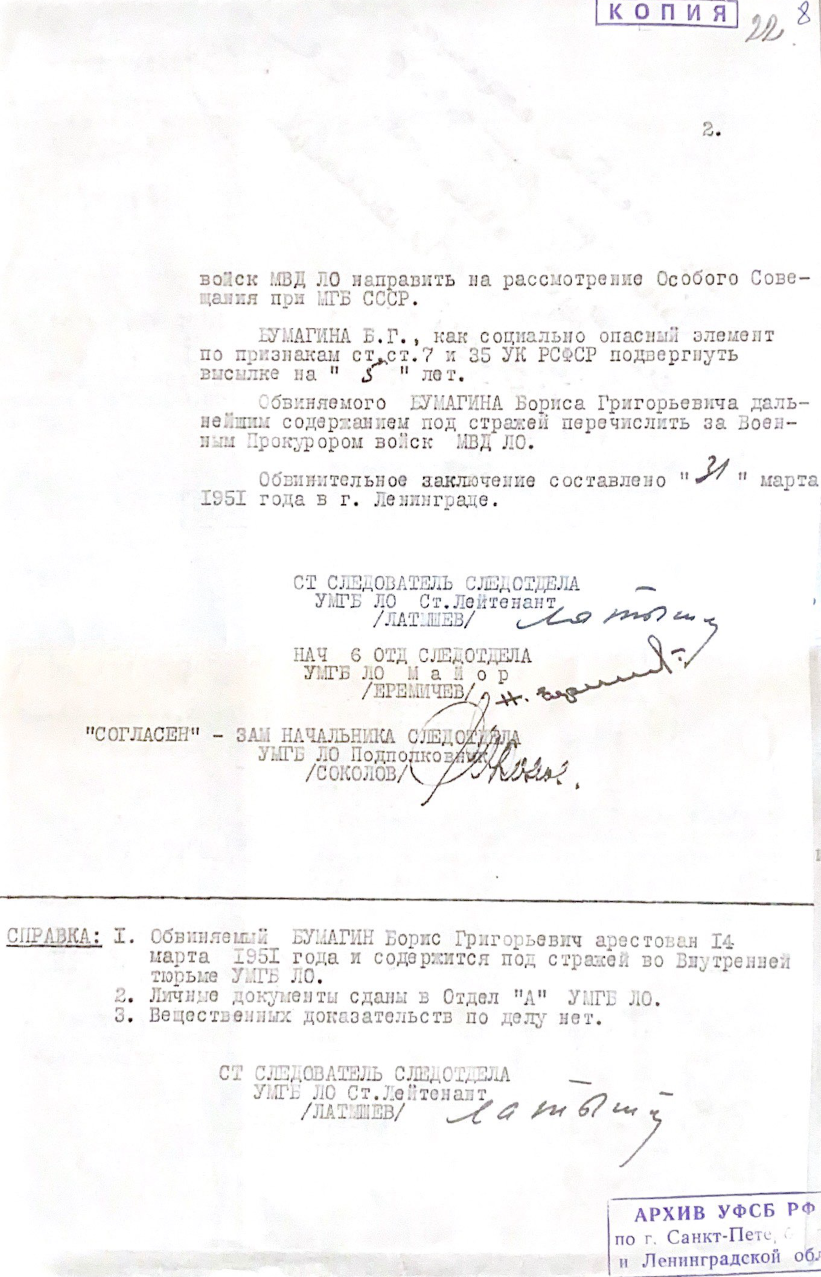 КОПИЯ
22 8
2.
войск МВД ЛО направить на рассмотрение Особого Сове-
щания при МГБ СССР.
БУМАГИНА Б.Г., как социально опасный элемент
по признакам ст.ст.7 и 35 УК РСФСР подвергнуть
высылке на " 5 " лет.
Обвиняемого БУМАГИНА Бориса Григорьевича даль-
нейшим содержанием под стражей перечислить за Воен-
ным Прокурором войск МВД ЛО.
Обвинительное заключение составлено " 31 " марта
1951 года в г. Ленинграде.
СТ СЛЕДОВАТЕЛЬ СЛЕДОТДЕЛА
УМГБ ЛО Ст.Лейтенант
/ЛАТЫШЕВ/
НАЧ 6 ОТД СЛЕДОТДЕЛА
УМГБ ЛО М а й о р
/ЕРЕМИЧЕВ/
"СОГЛАСЕН" - ЗАМ НАЧАЛЬНИКА СЛЕДОТДЕЛА
УМГБ ЛО Подполковник
/СОКОЛОВ/
СПРАВКА: 1. Обвиняемый БУМАГИН Борис Григорьевич арестован 14
марта 1951 года и содержится под стражей во Внутренней
тюрьме УМГБ ЛО.
2. Личные документы сданы в Отдел "А" УМГБ ЛО.
3. Вещественных доказательств по делу нет.
СТ СЛЕДОВАТЕЛЬ СЛЕДОТДЕЛА
УМГБ ЛО Ст.Лейтенант
/ЛАТЫШЕВ/
АРХИВ УФСБ РФ
по г. Санкт-Пете
и Ленинградской обл